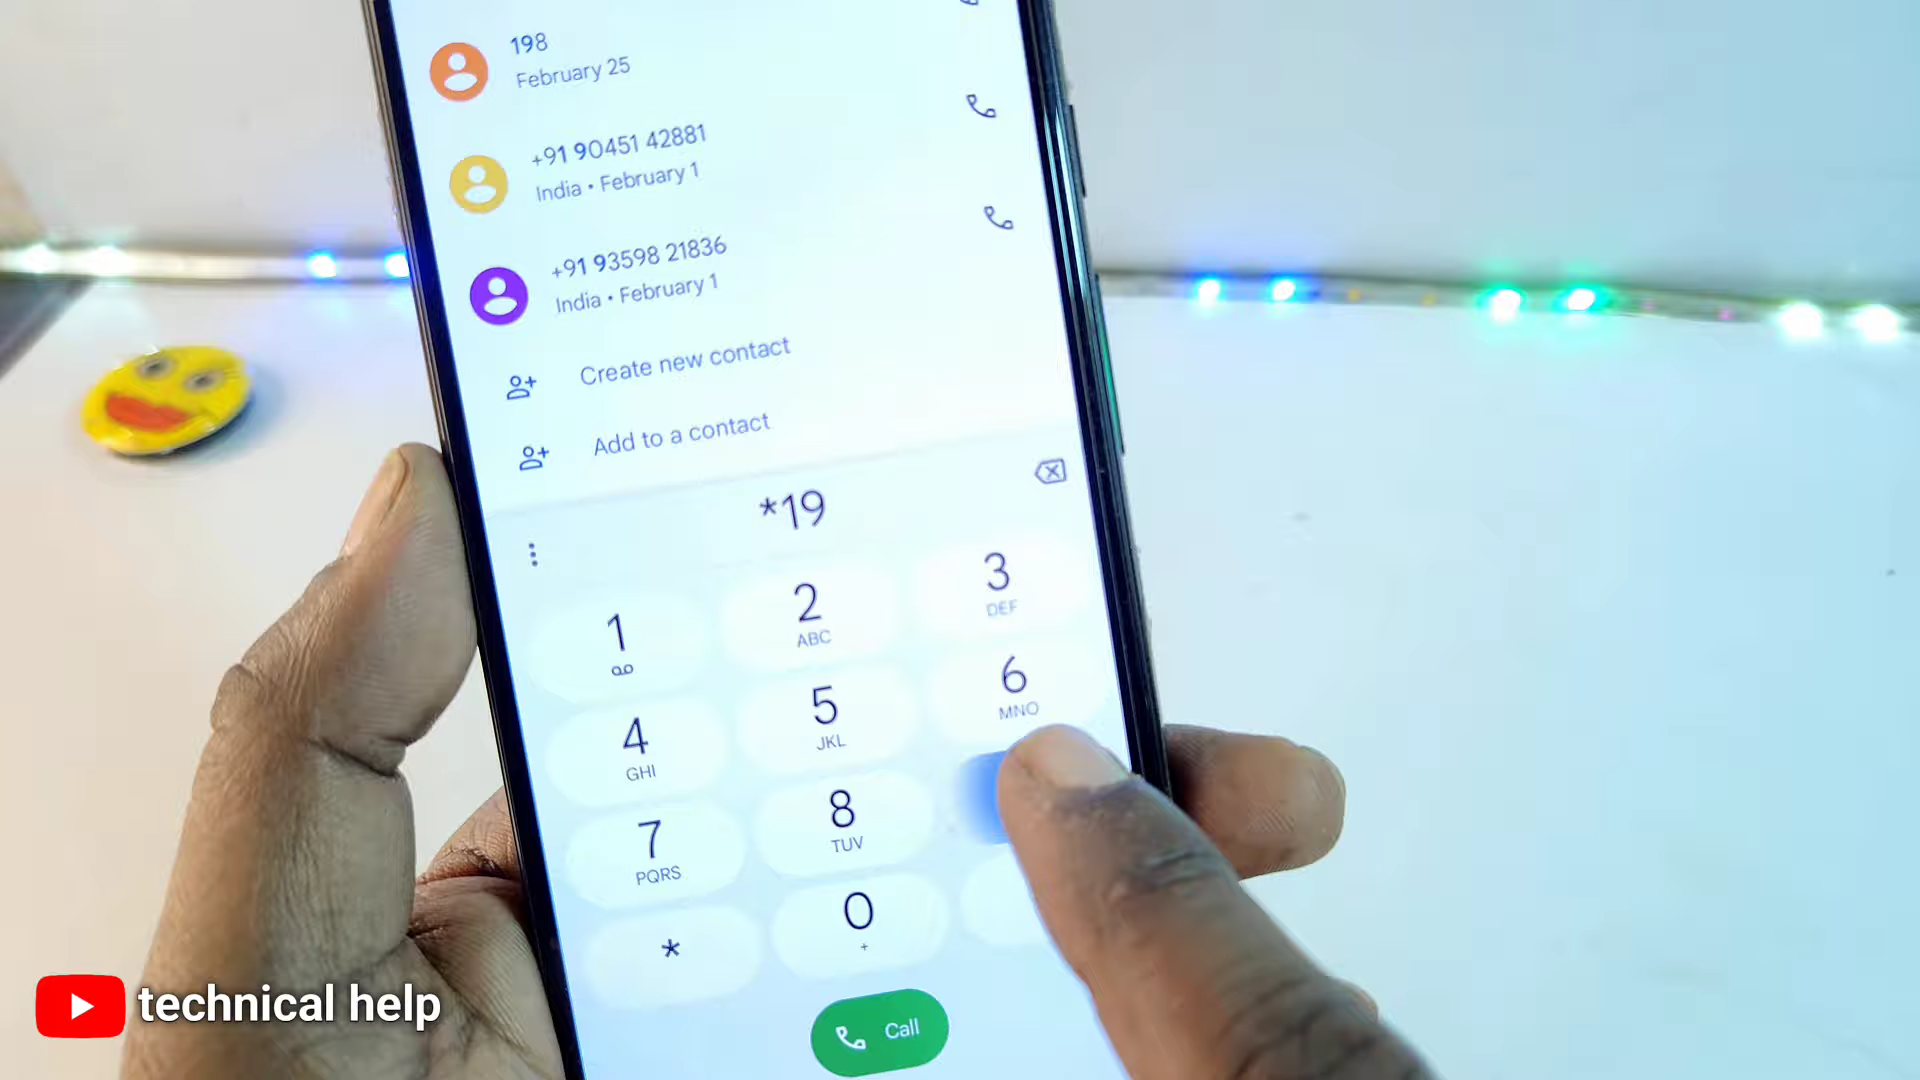 198
February 25
+91 90451 42881
India • February 1
+91 93598 21836
India • February 1
Create new contact
Add to a contact
*19
1
2
ABC
3
DEF
4
GHI
5
JKL
6
MNO
7
PQRS
8
TUV
*
0
+
Call
technical help